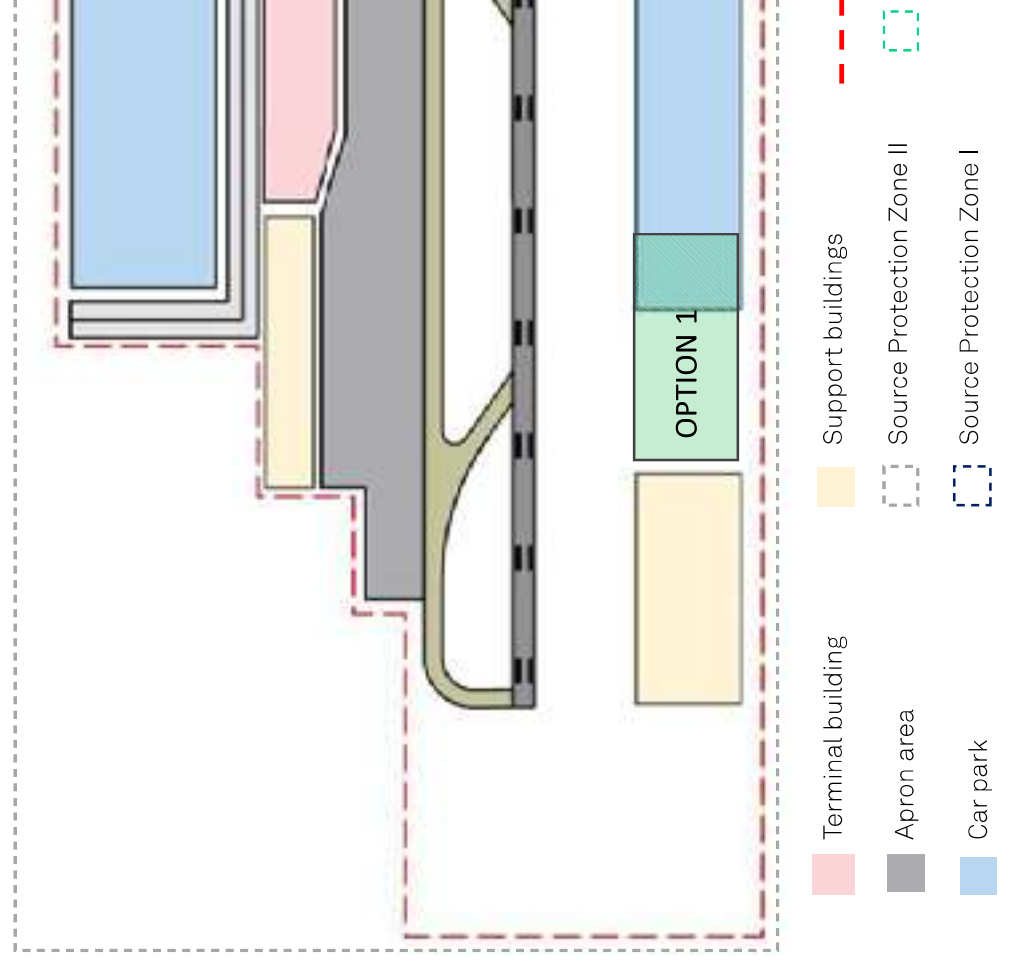 OPTION 1
Terminal building
Support buildings
Apron area
Source Protection Zone II
Car park
Source Protection Zone I